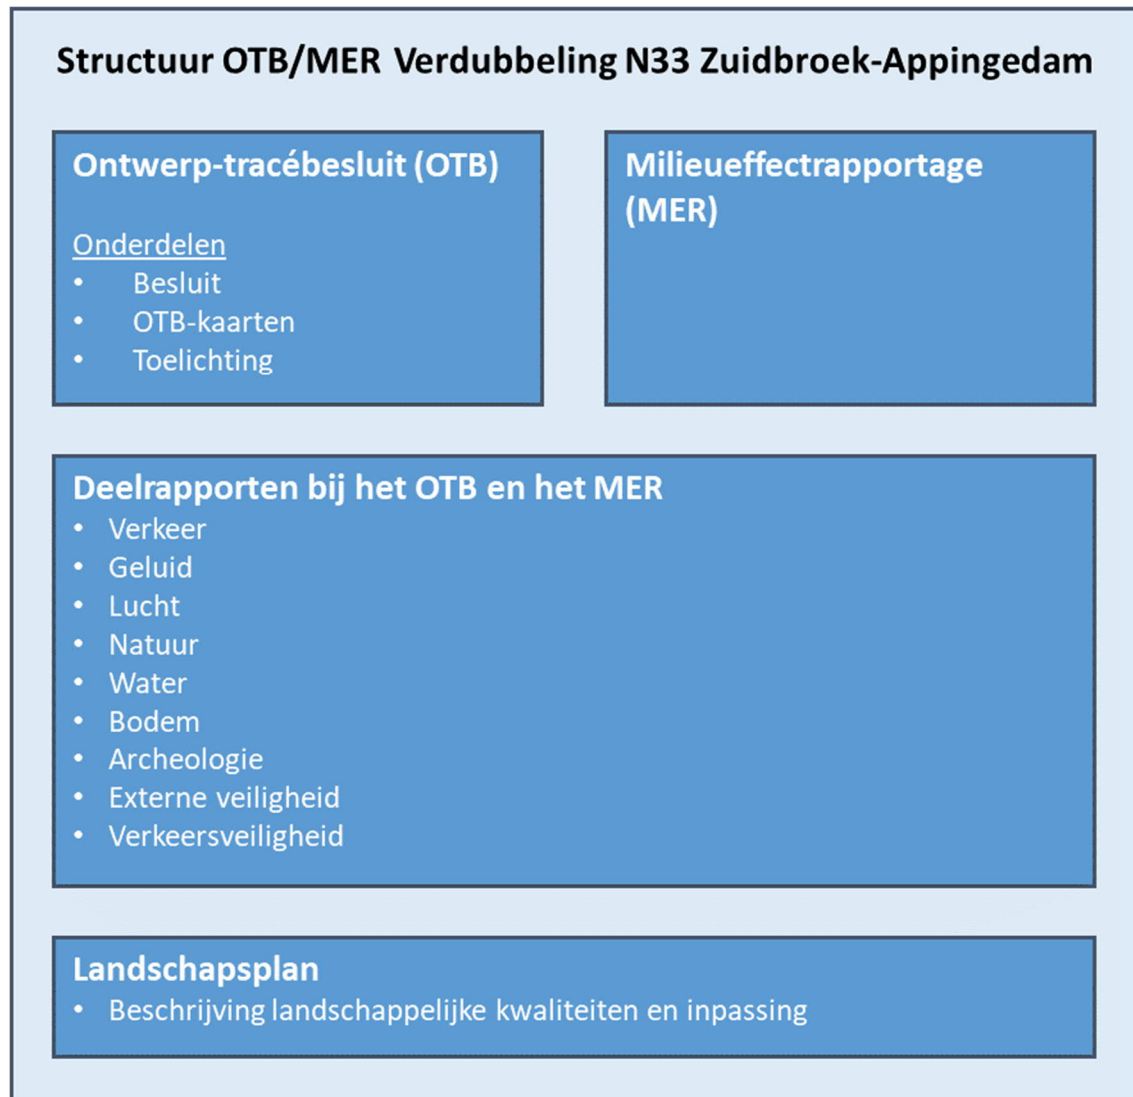 Structuur OTB/MER Verdubbeling N33 Zuidbroek-Appingedam
Ontwerp-tracébesluit (OTB)
Onderdelen
• Besluit
• OTB-kaarten
• Toelichting
Milieueffectrapportage
(MER)
Deelrapporten bij het OTB en het MER
• Verkeer
• Geluid
• Lucht
• Natuur
• Water
• Bodem
• Archeologie
• Externe veiligheid
• Verkeersveiligheid
Landschapsplan
• Beschrijving landschappelijke kwaliteiten en inpassing